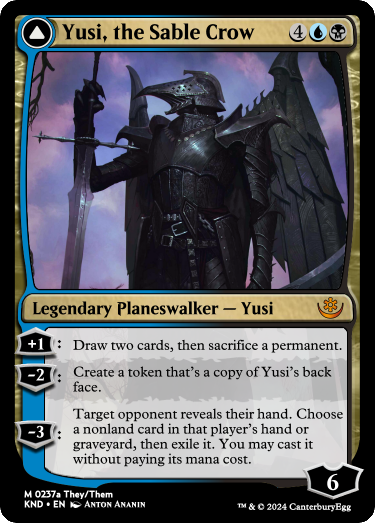 Yusi, the Sable Crow
4
Legendary Planeswalker — Yusi
+1: Draw two cards, then sacrifice a permanent.
-2: Create a token that's a copy of Yusi's back
face.
Target opponent reveals their hand. Choose
a nonland card in that player's hand or
-3: graveyard, then exile it. You may cast it
without paying its mana cost.
6
M 0237a They/Them
KND • EN Anton Ananin
™ & © 2024 CanterburyEgg